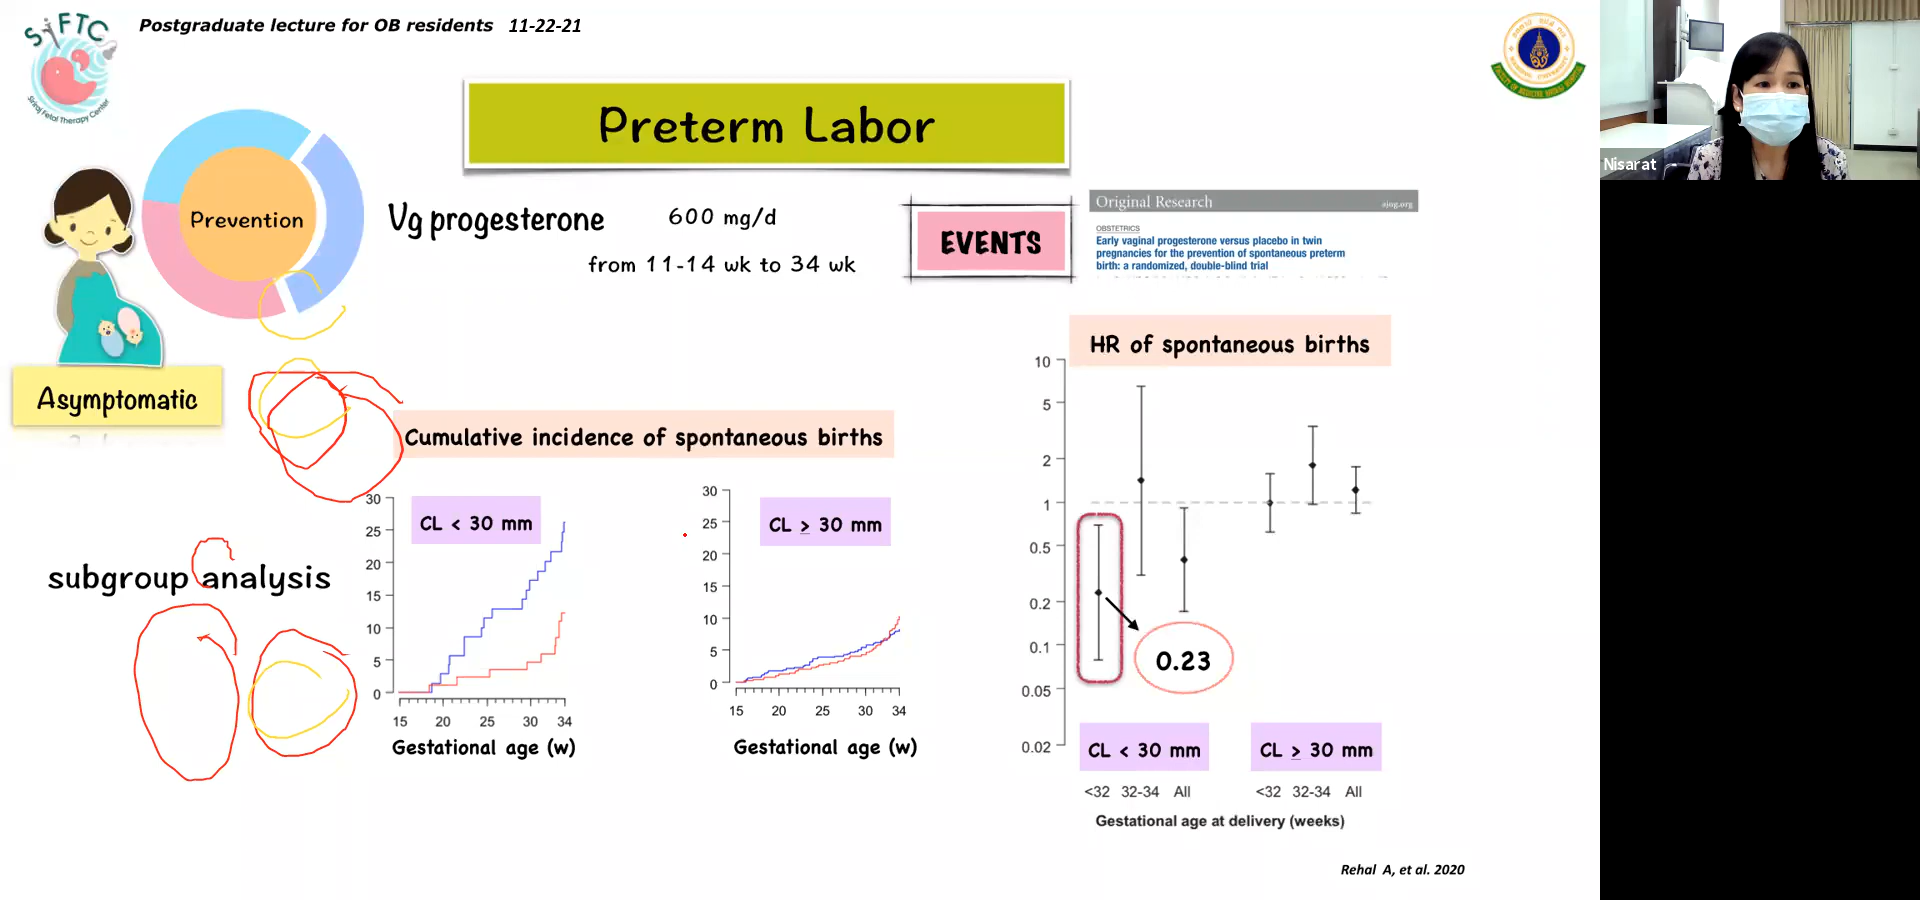 SiFTC
Siriraj Fetal Therapy Center
Postgraduate lecture for OB residents 11-22-21
Preterm Labor
Prevention
Vg progesterone
600 mg/d
from 11-14 wk to 34 wk
EVENTS
Original Research
ajog.org
OBSTETRICS
Early vaginal progesterone versus placebo in twin
pregnancies for the prevention of spontaneous preterm
birth: a randomized, double-blind trial
Asymptomatic
subgroup analysis
Cumulative incidence of spontaneous births
CL < 30 mm
30
25
20
15
10
5
0
15 20 25 30 34
Gestational age (w)
CL ≥ 30 mm
30
25
20
15
10
5
0
15 20 25 30 34
Gestational age (w)
HR of spontaneous births
10
5
2
1
0.5
0.2
0.1
0.05
0.02
0.23
CL < 30 mm
CL ≥ 30 mm
<32 32-34 All
<32 32-34 All
Gestational age at delivery (weeks)
Rehal A, et al. 2020
Nisarat